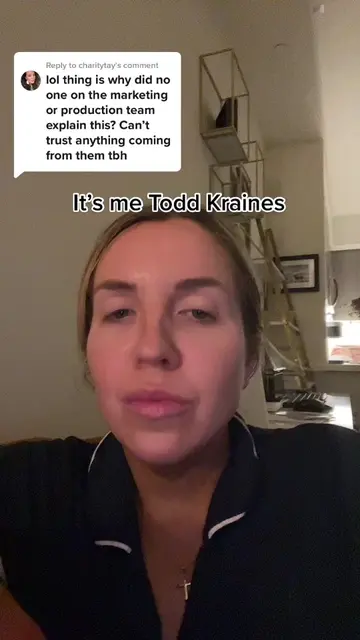 Reply to charitytay's comment
lol thing is why did no
one on the marketing
or production team
explain this? Can't
trust anything coming
from them tbh
It's me Todd Kraines